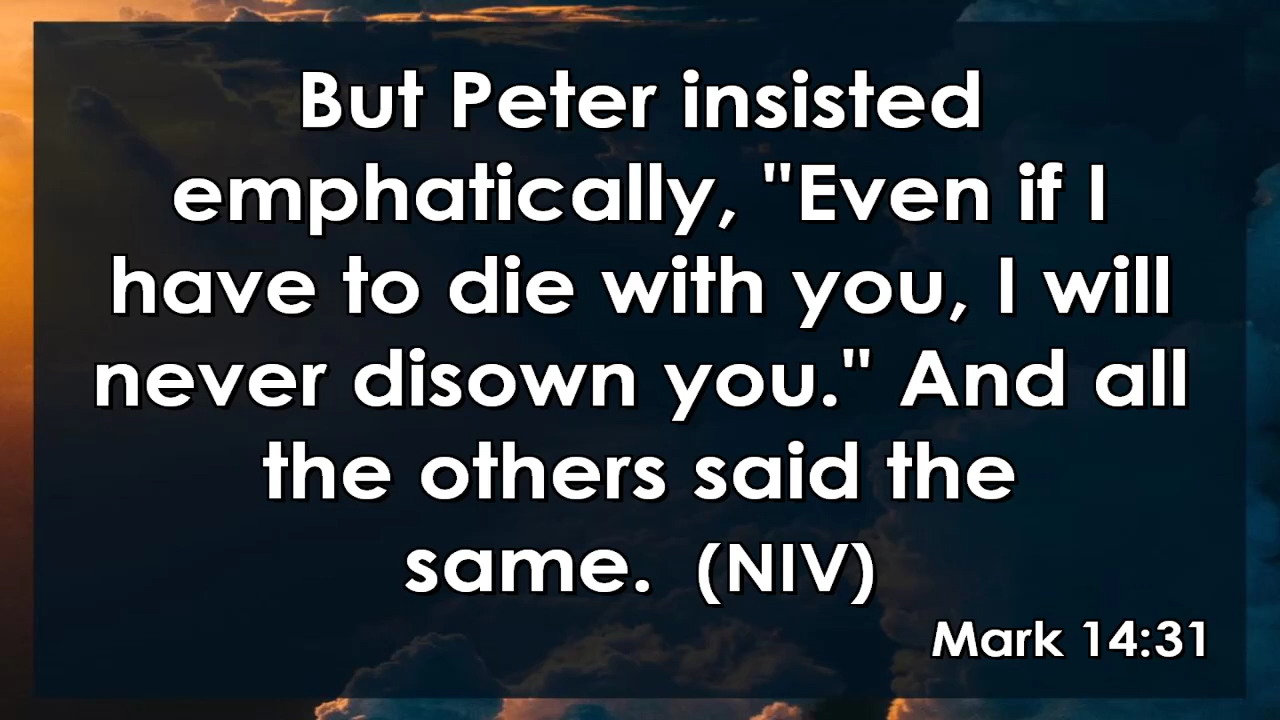 But Peter insisted
emphatically, "Even if I
have to die with you, I will
never disown you." And all
the others said the
same. (NIV)
Mark 14:31